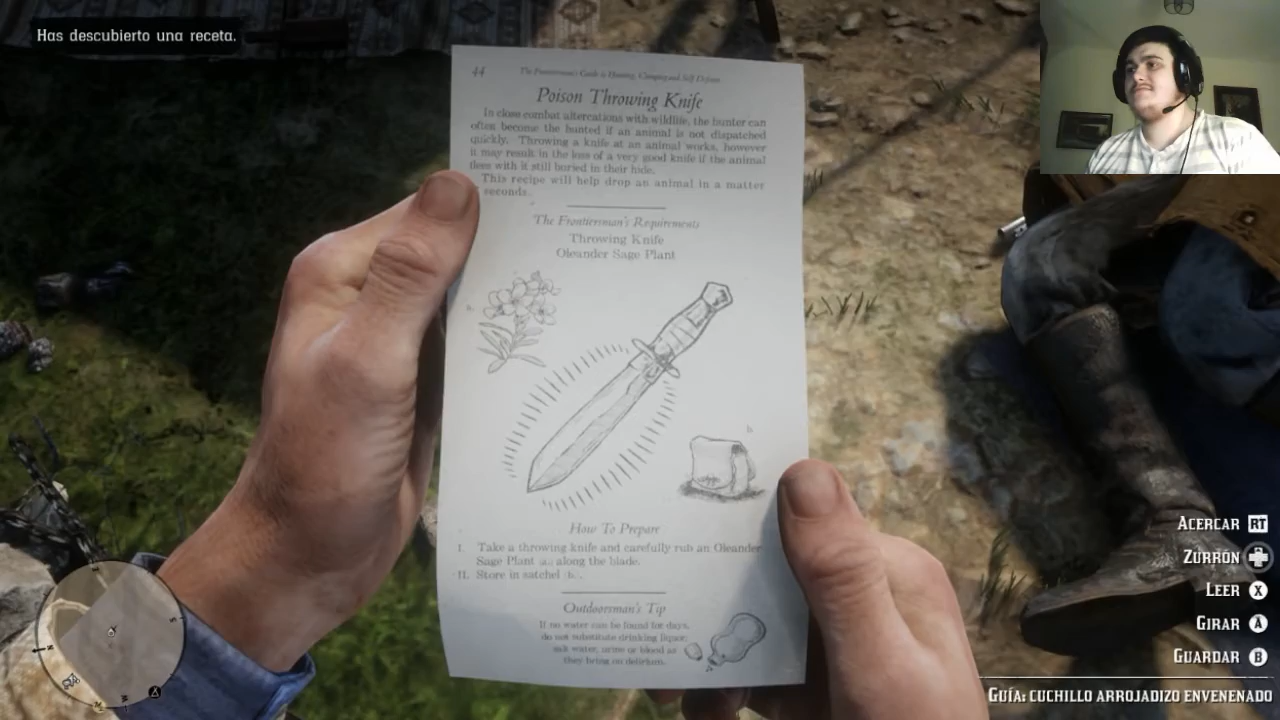 Has descubierto una receta.
44
The Frontiersman's Guide to Hunting, Camping and Self Defense
Poison Throwing Knife
In close combat altercations with wildlife, the hunter can
often become the hunted if an animal is not dispatched
quickly. Throwing a knife at an animal works, however
it may result in the loss of a very good knife if the animal
flees with it still buried in their hide.
This recipe will help drop an animal in a matter
seconds.
The Frontiersman's Requirements
Throwing Knife
Oleander Sage Plant
a.
b.
How To Prepare
I. Take a throwing knife and carefully rub an Oleander
Sage Plant (a.) along the blade.
II. Store in satchel (b.).
Outdoorsman's Tip
If no water can be found for days,
do not substitute drinking liquor,
salt water, urine or blood as
they bring on delirium.
ACERCAR RT
ZURRÓN
LEER X
GIRAR A
GUARDAR B
GUÍA: CUCHILLO ARROJADIZO ENVENENADO